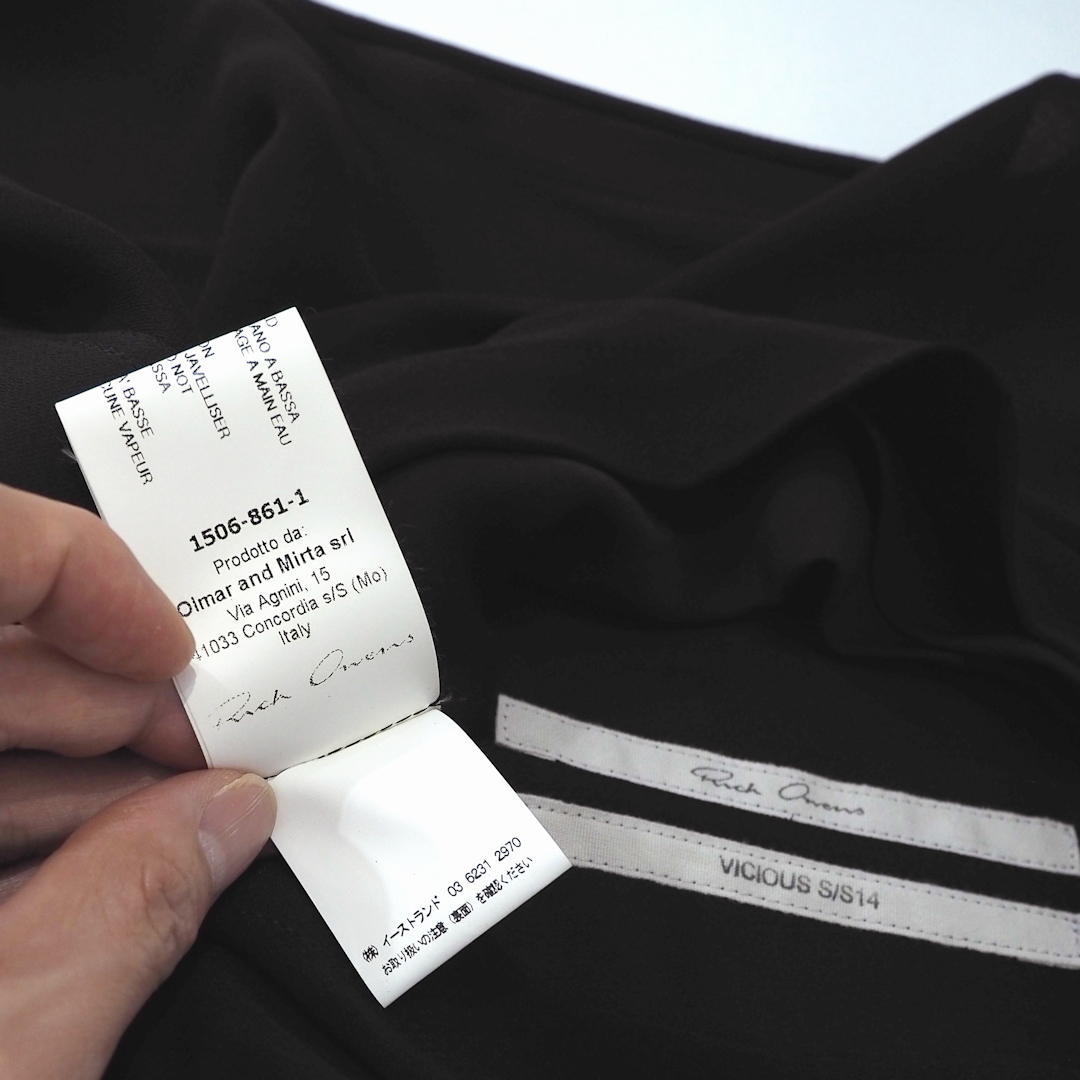 ANO A BASSA
AGE A MAIN EAU
ON
JAVELLISER
O NOT
SSA
A' BASSE
CUNE VAPEUR
1506-861-1
Prodotto da:
Olmar and Mirta srl
Via Agnini, 15
41033 Concordia s/S (Mo)
Italy
Rick Owens
(株) イーストランド 03 6231 2970
お取り扱いの注意 (裏面) を確認ください
Rick Owens
VICIOUS S/S14